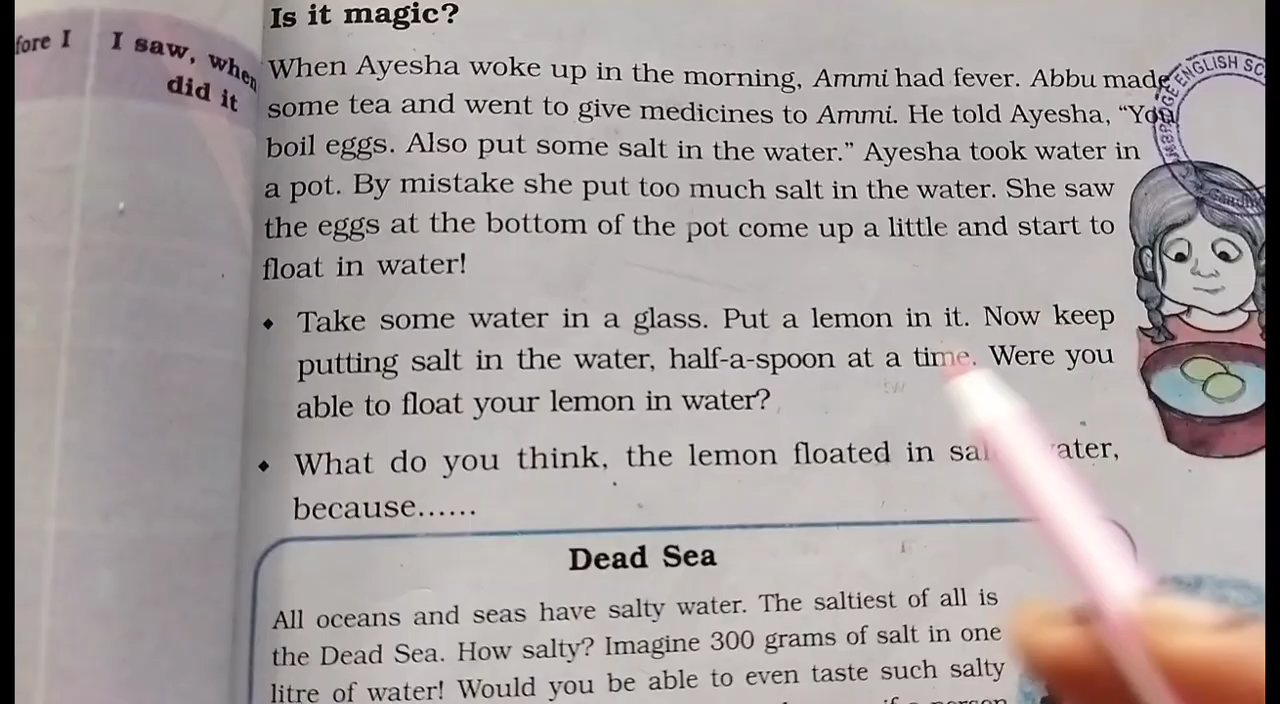 Is it magic?
fore I I saw, when
did it
When Ayesha woke up in the morning, Ammi had fever. Abbu made
some tea and went to give medicines to Ammi. He told Ayesha, “You
boil eggs. Also put some salt in the water.” Ayesha took water in
a pot. By mistake she put too much salt in the water. She saw
the eggs at the bottom of the pot come up a little and start to
float in water!
♦ Take some water in a glass. Put a lemon in it. Now keep
putting salt in the water, half-a-spoon at a time. Were you
able to float your lemon in water?
♦ What do you think, the lemon floated in water,
because......
Dead Sea
All oceans and seas have salty water. The saltiest of all is
the Dead Sea. How salty? Imagine 300 grams of salt in one
litre of water! Would you be able to even taste such salty
if a person
ENGLISH SC